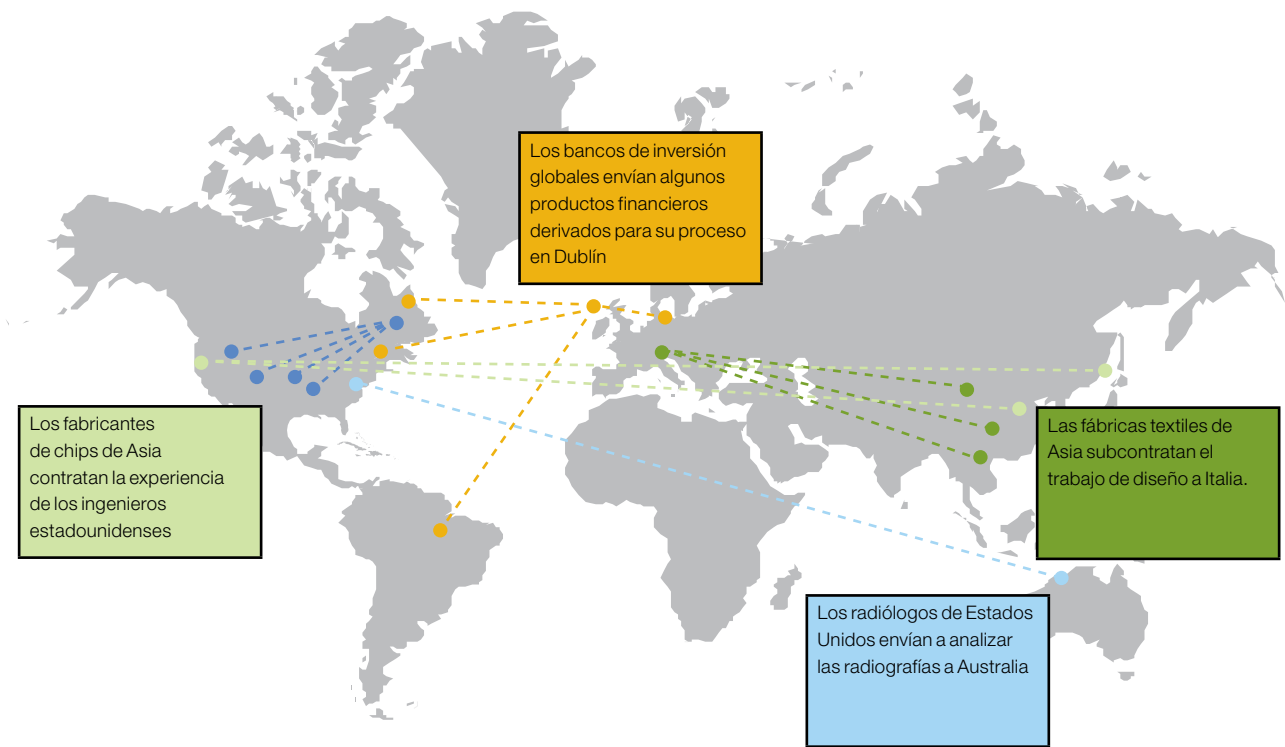 Los bancos de inversión
globales envían algunos
productos financieros
derivados para su proceso
en Dublín
Los fabricantes
de chips de Asia
contratan la experiencia
de los ingenieros
estadounidenses
Las fábricas textiles de
Asia subcontratan el
trabajo de diseño a Italia.
Los radiólogos de Estados
Unidos envían a analizar
las radiografías a Australia